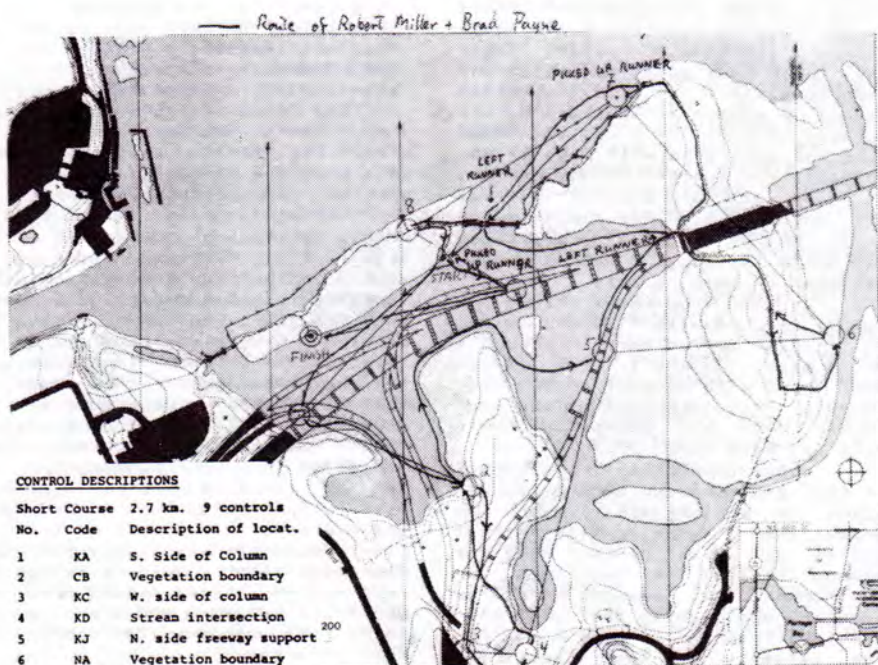 Route of Robert Miller + Brad Payne
PICKED UP RUNNER
7
LEFT
RUNNER
8
PICKED
UP RUNNER
LEFT RUNNERS
START
5
6
FINISH
4
CONTROL DESCRIPTIONS
Short Course 2.7 km. 9 controls
No. Code Description of locat.
1 KA S. Side of Column
2 CB Vegetation boundary
3 KC W. side of column
4 KD Stream intersection
5 KJ N. side freeway support
200
6 NA Vegetation boundary